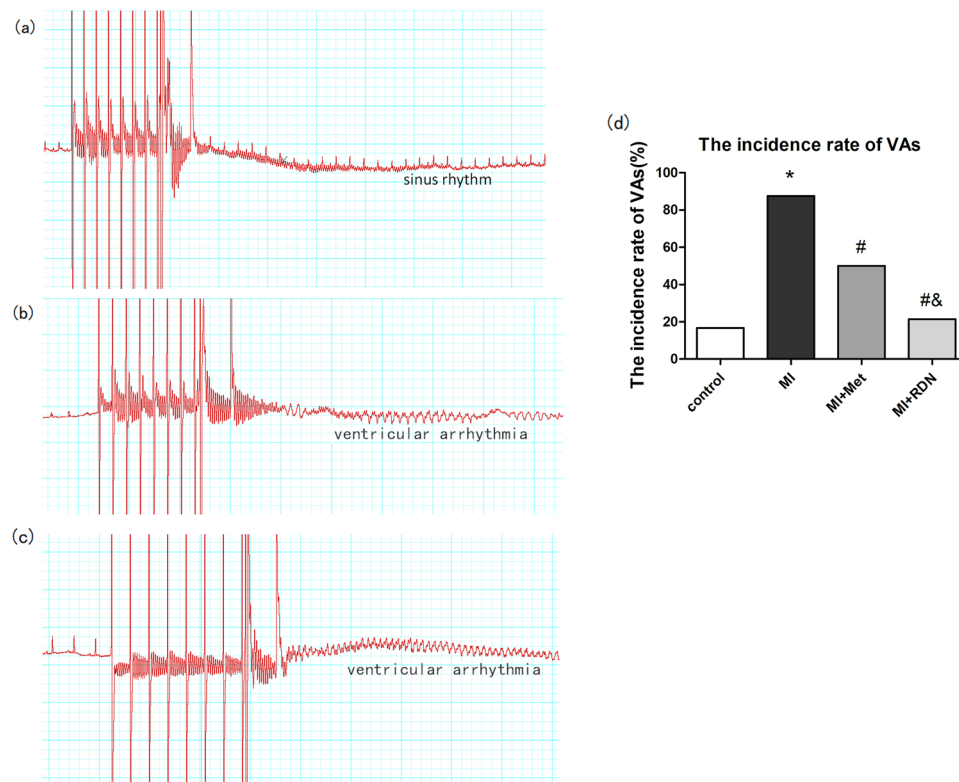 (a)
sinus rhythm
(b)
ventricular arrhythmia
(c)
ventricular arrhythmia
(d)
The incidence rate of VAs
The incidence rate of VAs(%)
100
80
60
40
20
0
*
#
#&
control
MI
MI+Met
MI+RDN